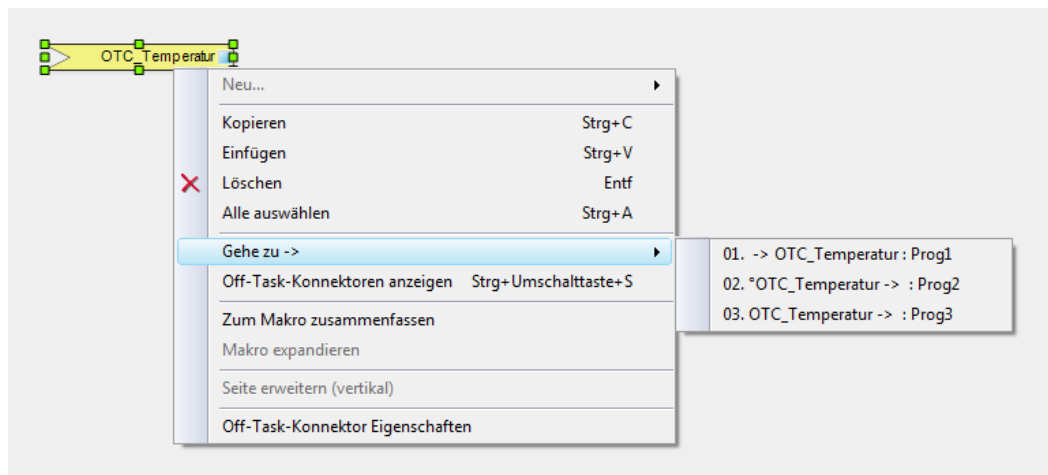 OTC_Temperatur
Neu...
Kopieren Strg+C
Einfügen Strg+V
Löschen Entf
Alle auswählen Strg+A
Gehe zu ->
Off-Task-Konnektoren anzeigen Strg+Umschalttaste+S
Zum Makro zusammenfassen
Makro expandieren
Seite erweitern (vertikal)
Off-Task-Konnektor Eigenschaften
01. -> OTC_Temperatur : Prog1
02. °OTC_Temperatur -> : Prog2
03. OTC_Temperatur -> : Prog3